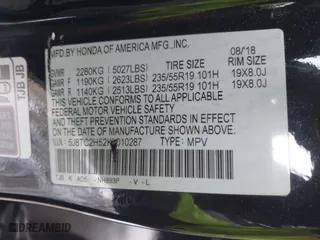 MFD.BY HONDA OF AMERICA MFG.,INC. 08/18
TIRE SIZE RIM SIZE
GVWR 2280KG (5027LBS)
GAWR F 1190KG (2623LBS) 235/55R19 101H 19X8.0J
GAWR R 1140KG (2513LBS) 235/55R19 101H 19X8.0J
THIS VEHICLE CONFORMS TO ALL APPLICABLE
FEDERAL MOTOR VEHICLE SAFETY AND THEFT
PREVENTION STANDARDS IN EFFECT ON THE DATE
OF MANUFACTURE SHOWN ABOVE.
TYPE: MPV
TJB JB
DREAMBID